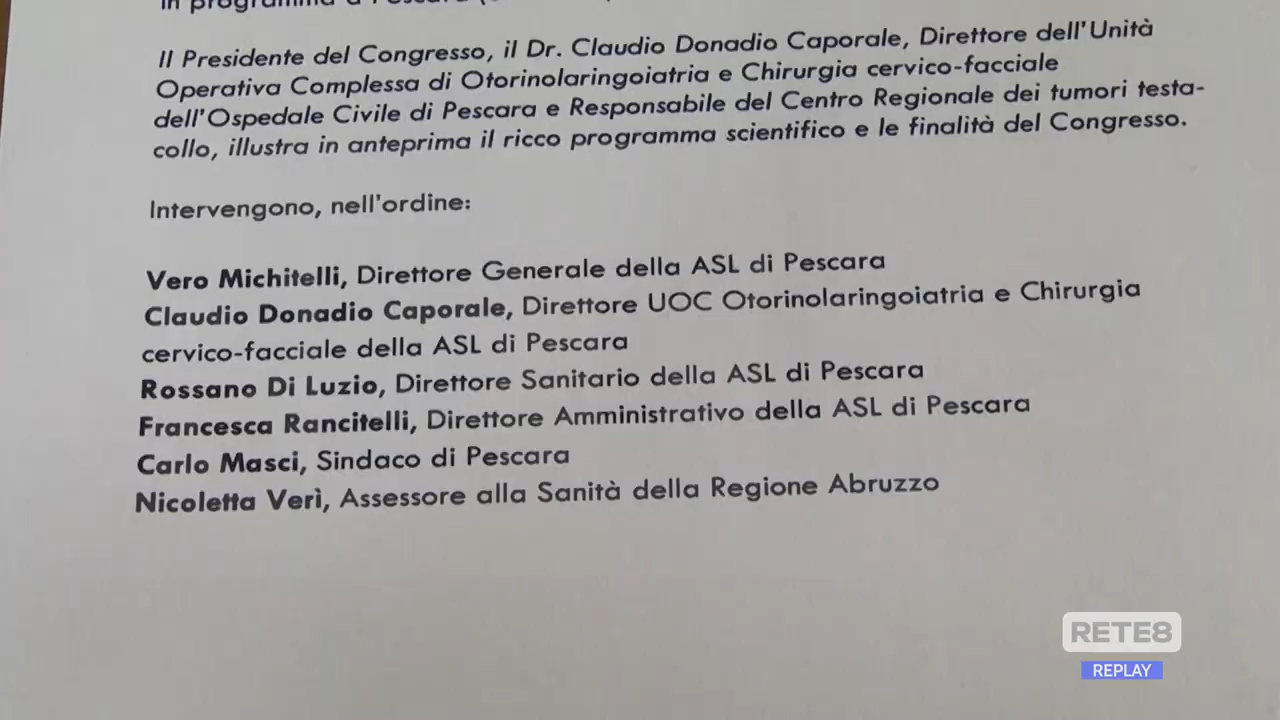 in programma a Pescara
Il Presidente del Congresso, il Dr. Claudio Donadio Caporale, Direttore dell'Unità
Operativa Complessa di Otorinolaringoiatria e Chirurgia cervico-facciale
dell'Ospedale Civile di Pescara e Responsabile del Centro Regionale dei tumori testa-
collo, illustra in anteprima il ricco programma scientifico e le finalità del Congresso.
Intervengono, nell'ordine:
Vero Michitelli, Direttore Generale della ASL di Pescara
Claudio Donadio Caporale, Direttore UOC Otorinolaringoiatria e Chirurgia
cervico-facciale della ASL di Pescara
Rossano Di Luzio, Direttore Sanitario della ASL di Pescara
Francesca Rancitelli, Direttore Amministrativo della ASL di Pescara
Carlo Masci, Sindaco di Pescara
Nicoletta Verì, Assessore alla Sanità della Regione Abruzzo
RETE8
REPLAY